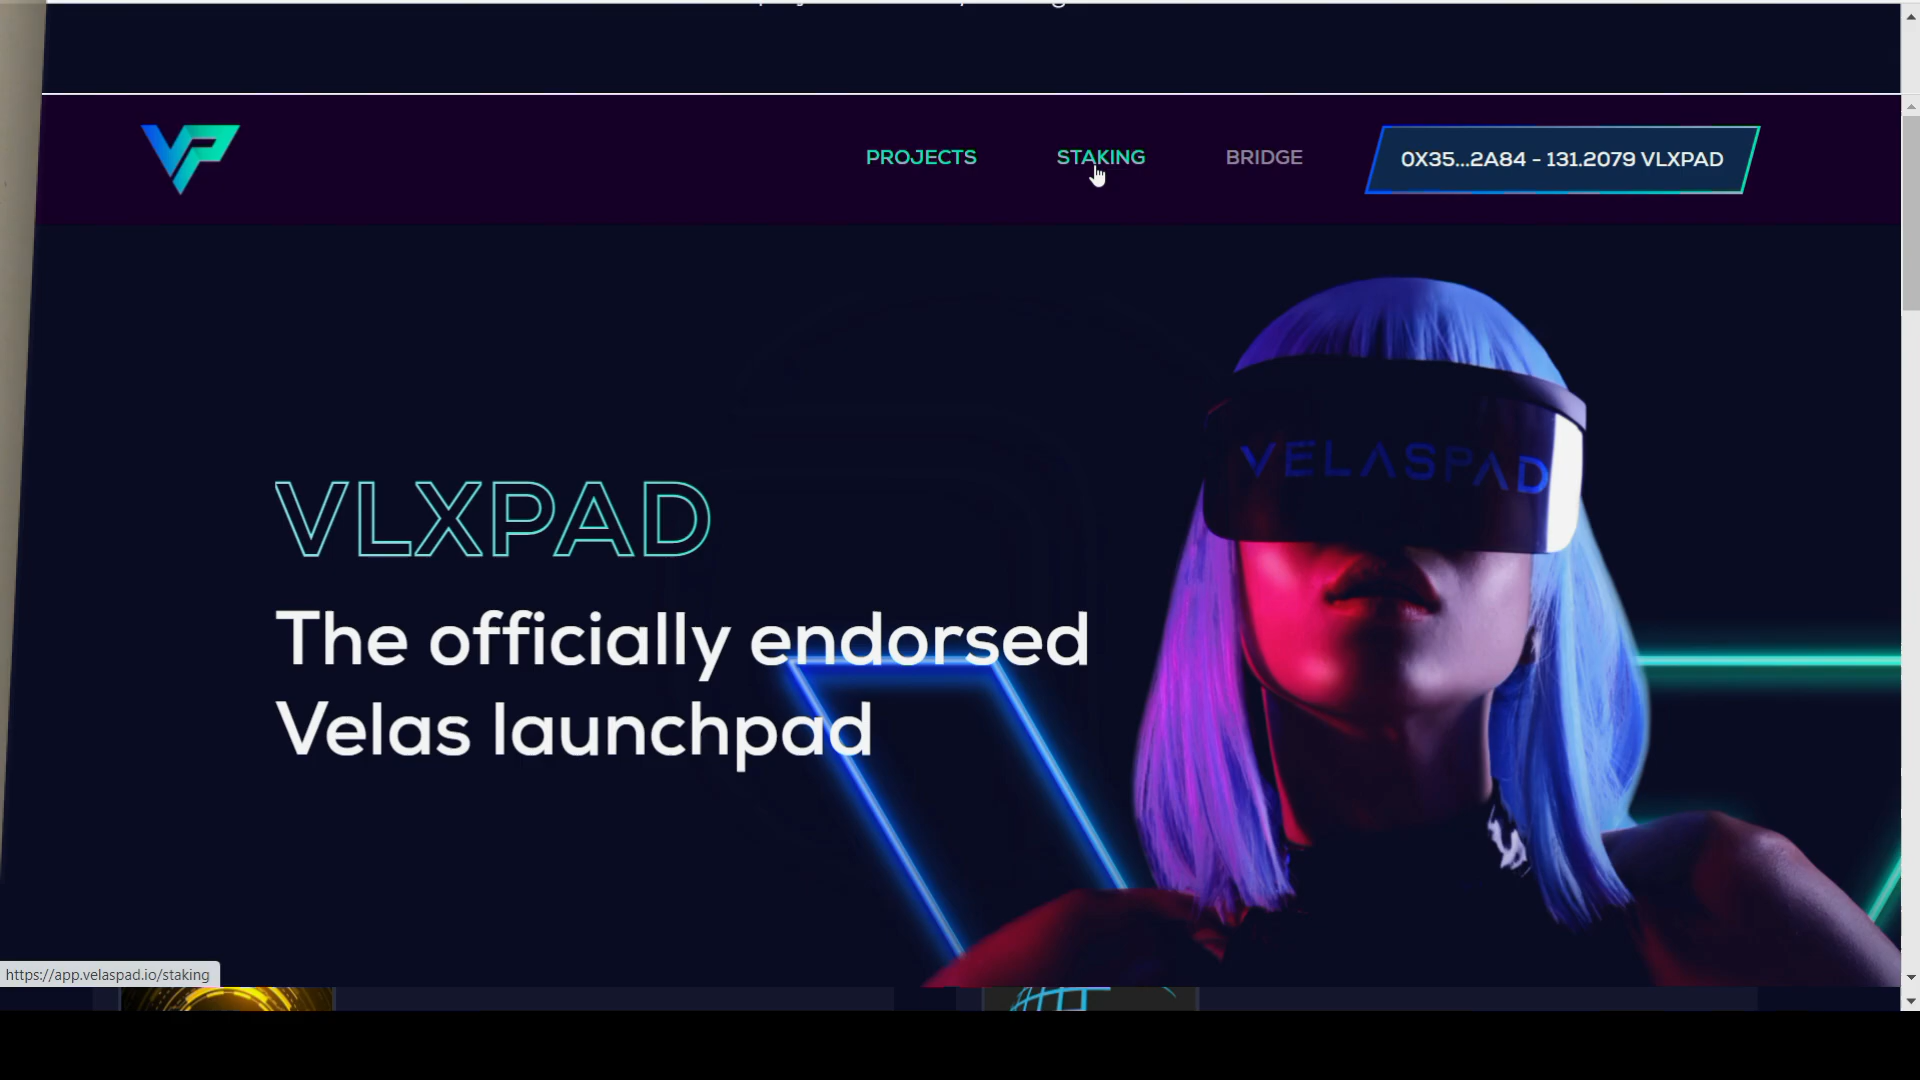 PROJECTS
STAKING
BRIDGE
0X35...2A84 - 131.2079 VLXPAD
VELASPAD
VLXPAD
The officially endorsed
Velas launchpad
https://app.velaspad.io/staking